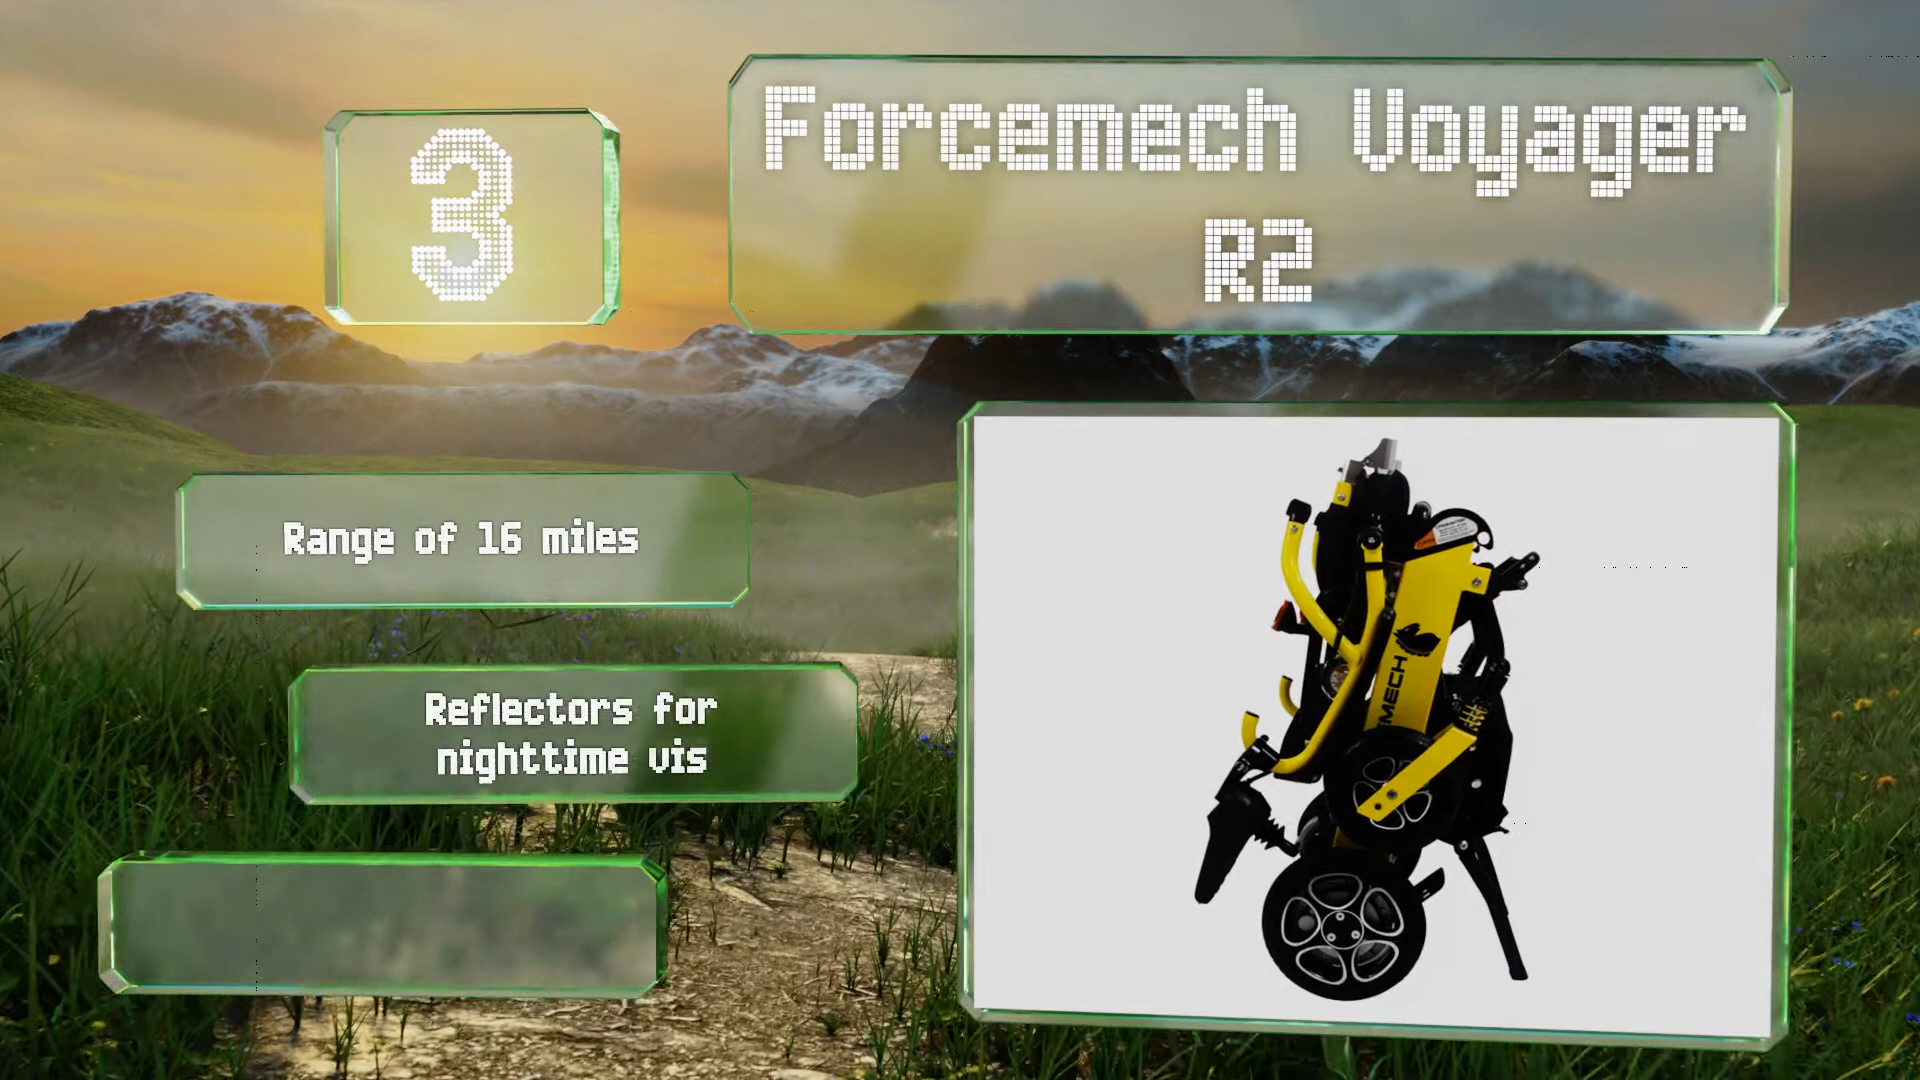 3
Forcemech Voyager
R2
Range of 16 miles
Reflectors for
nighttime vis
MECH